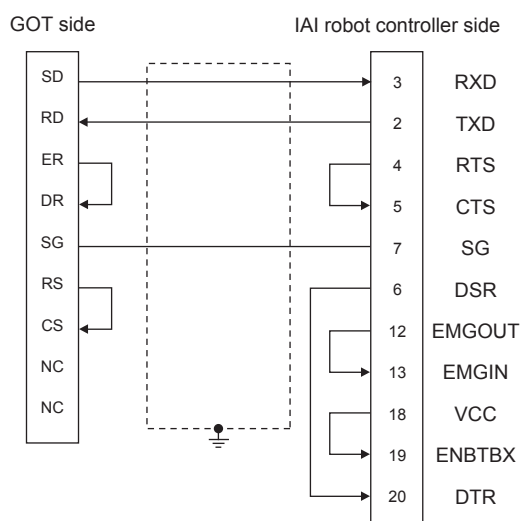 GOT side IAI robot controller side
SD 3 RXD
RD 2 TXD
ER 4 RTS
DR 5 CTS
SG 7 SG
RS 6 DSR
CS 12 EMGOUT
NC 13 EMGIN
NC 18 VCC
19 ENBTBX
20 DTR